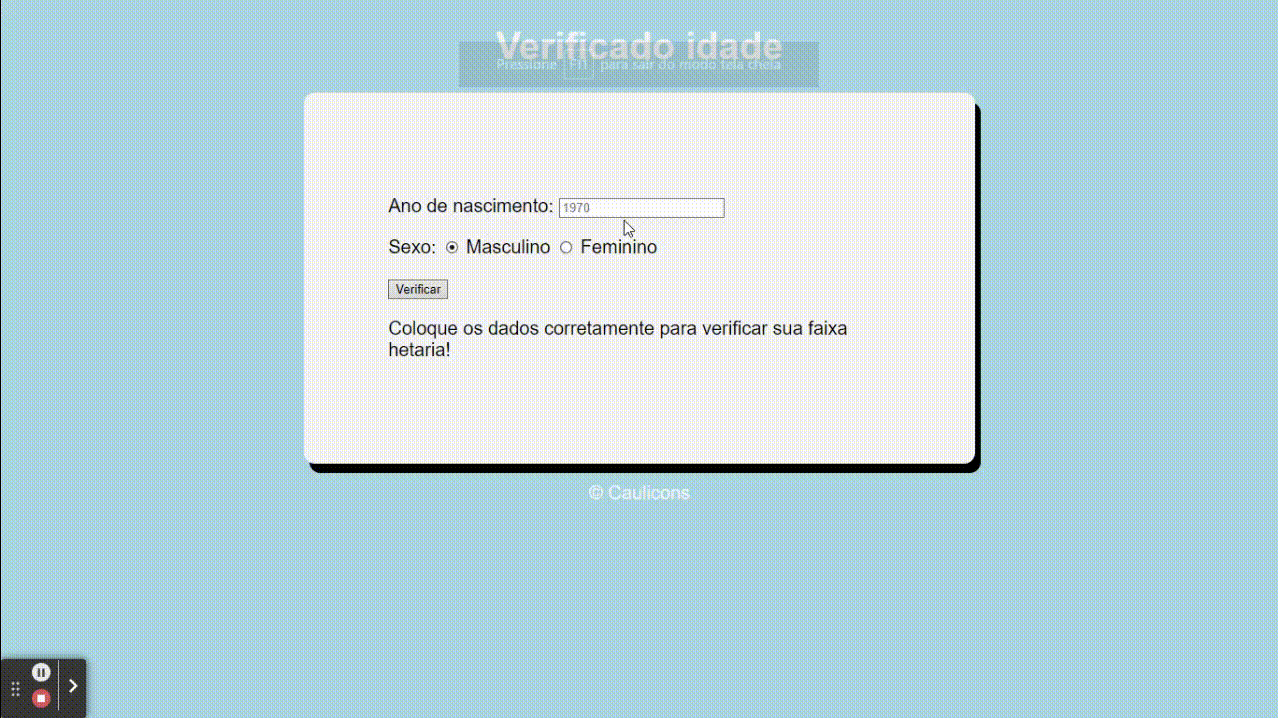 Verificado idade
Pressione F11 para sair do modo tela cheia
Ano de nascimento: 1970
Sexo: Masculino Feminino
Verificar
Coloque os dados corretamente para verificar sua faixa
hetaria!
© Caulicons